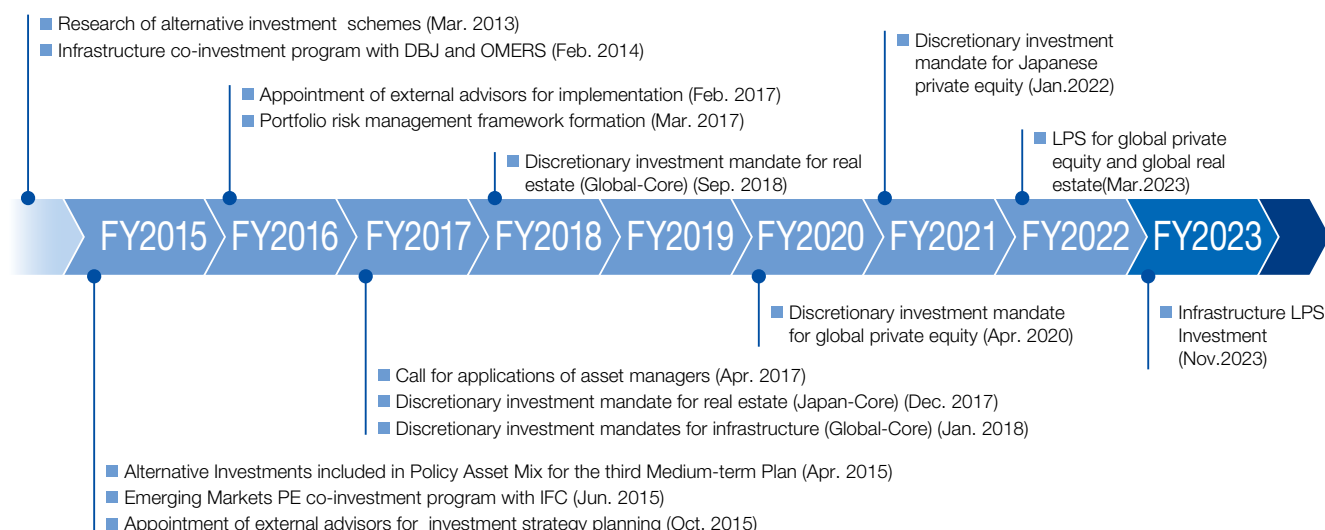 ■ Research of alternative investment schemes (Mar. 2013)
■ Infrastructure co-investment program with DBJ and OMERS (Feb. 2014)
■ Appointment of external advisors for implementation (Feb. 2017)
■ Portfolio risk management framework formation (Mar. 2017)
■ Discretionary investment mandate for real
estate (Global-Core) (Sep. 2018)
■ Discretionary investment
mandate for Japanese
private equity (Jan.2022)
■ LPS for global private
equity and global real
estate(Mar.2023)
FY2015 FY2016 FY2017 FY2018 FY2019 FY2020 FY2021 FY2022 FY2023
■ Discretionary investment mandate
for global private equity (Apr. 2020)
■ Infrastructure LPS
Investment
(Nov.2023)
■ Call for applications of asset managers (Apr. 2017)
■ Discretionary investment mandate for real estate (Japan-Core) (Dec. 2017)
■ Discretionary investment mandates for infrastructure (Global-Core) (Jan. 2018)
■ Alternative Investments included in Policy Asset Mix for the third Medium-term Plan (Apr. 2015)
■ Emerging Markets PE co-investment program with IFC (Jun. 2015)
■ Appointment of external advisors for investment strategy planning (Oct. 2015)